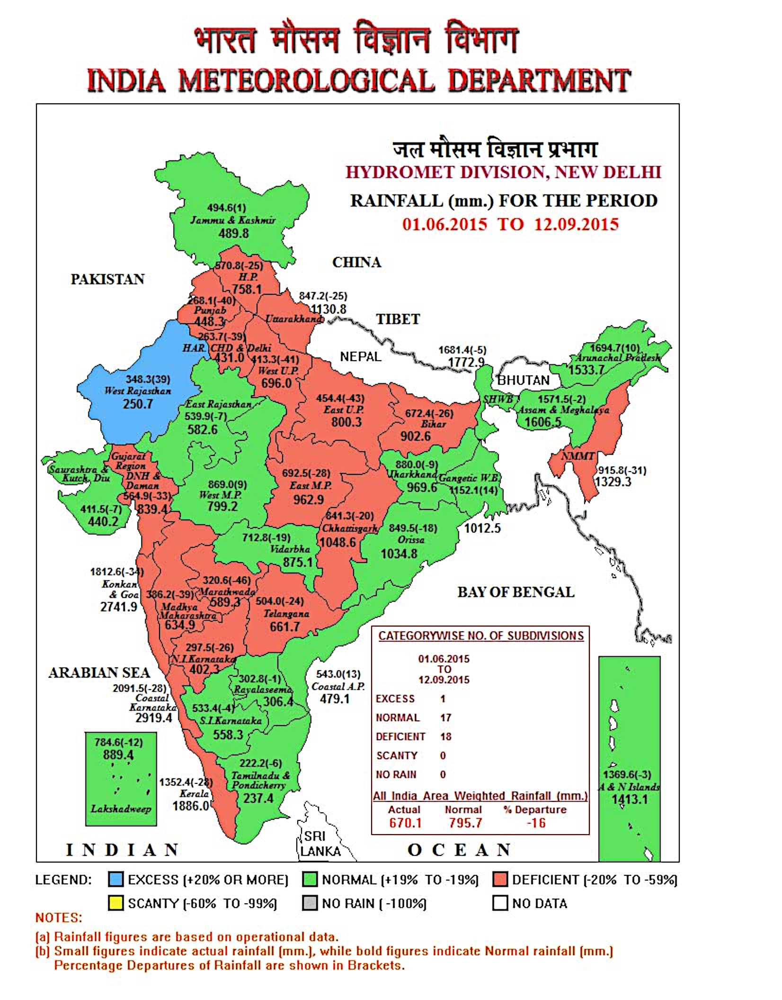 भारत मौसम विज्ञान विभाग
INDIA METEOROLOGICAL DEPARTMENT
जल मौसम विज्ञान प्रभाग
HYDROMET DIVISION, NEW DELHI
RAINFALL (mm.) FOR THE PERIOD
01.06.2015 TO 12.09.2015
494.6(1)
Jammu & Kashmir
489.8
CHINA
PAKISTAN
570.8(-25)
H.P.
758.1
847.2(-25)
1130.8
Uttarakhand
268.1(-40)
Punjab
448.3
TIBET
263.7(-39)
HAR. CHD & Delhi
431.0
413.3(-41)
West U.P.
696.0
NEPAL
1681.4(-5)
1772.9
SHWB
BHUTAN
1694.7(10)
Arunachal Pradesh
1533.7
348.3(39)
West Rajasthan
250.7
East Rajasthan
539.9(-7)
582.6
454.4(-43)
East U.P.
800.3
672.4(-26)
Bihar
902.6
1571.5(-2)
Assam & Meghalaya
1606.5
NMMT
915.8(-31)
1329.3
Gujarat
Region
DNH &
Daman
564.9(-33)
839.4
Saurashtra &
Kutch, Diu
411.5(-7)
440.2
869.0(9)
West M.P.
799.2
692.5(-28)
East M.P.
962.9
880.0(-9)
Jharkhand
969.6
Gangetic W.B.
1152.1(14)
1012.5
841.3(-20)
Chhattisgarh
1048.6
849.5(-18)
Orissa
1034.8
712.8(-19)
Vidarbha
875.1
1812.6(-34)
Konkan
& Goa
2741.9
386.2(-39)
Madhya
Maharashtra
634.9
320.6(-46)
Marathwada
589.3
504.0(-24)
Telangana
661.7
BAY OF BENGAL
297.5(-26)
N.I.Karnataka
402.3
ARABIAN SEA
2091.5(-28)
Coastal
Karnataka
2919.4
302.8(-1)
Rayalaseema
306.4
543.0(13)
Coastal A.P.
479.1
533.4(-4)
S.I.Karnataka
558.3
784.6(-12)
889.4
Lakshadweep
1352.4(-28)
Kerala
1886.0
222.2(-6)
Tamilnadu &
Pondicherry
237.4
SRI
LANKA
CATEGORYWISE NO. OF SUBDIVISIONS
01.06.2015
TO
12.09.2015
EXCESS 1
NORMAL 17
DEFICIENT 18
SCANTY 0
NO RAIN 0
All India Area Weighted Rainfall (mm.)
Actual Normal % Departure
670.1 795.7 -16
1369.6(-3)
A & N Islands
1413.1
INDIAN OCEAN
LEGEND: EXCESS (+20% OR MORE) NORMAL (+19% TO -19%) DEFICIENT (-20% TO -59%)
SCANTY (-60% TO -99%) NO RAIN (-100%) NO DATA
NOTES:
(a) Rainfall figures are based on operational data.
(b) Small figures indicate actual rainfall (mm.), while bold figures indicate Normal rainfall (mm.)
Percentage Departures of Rainfall are shown in Brackets.